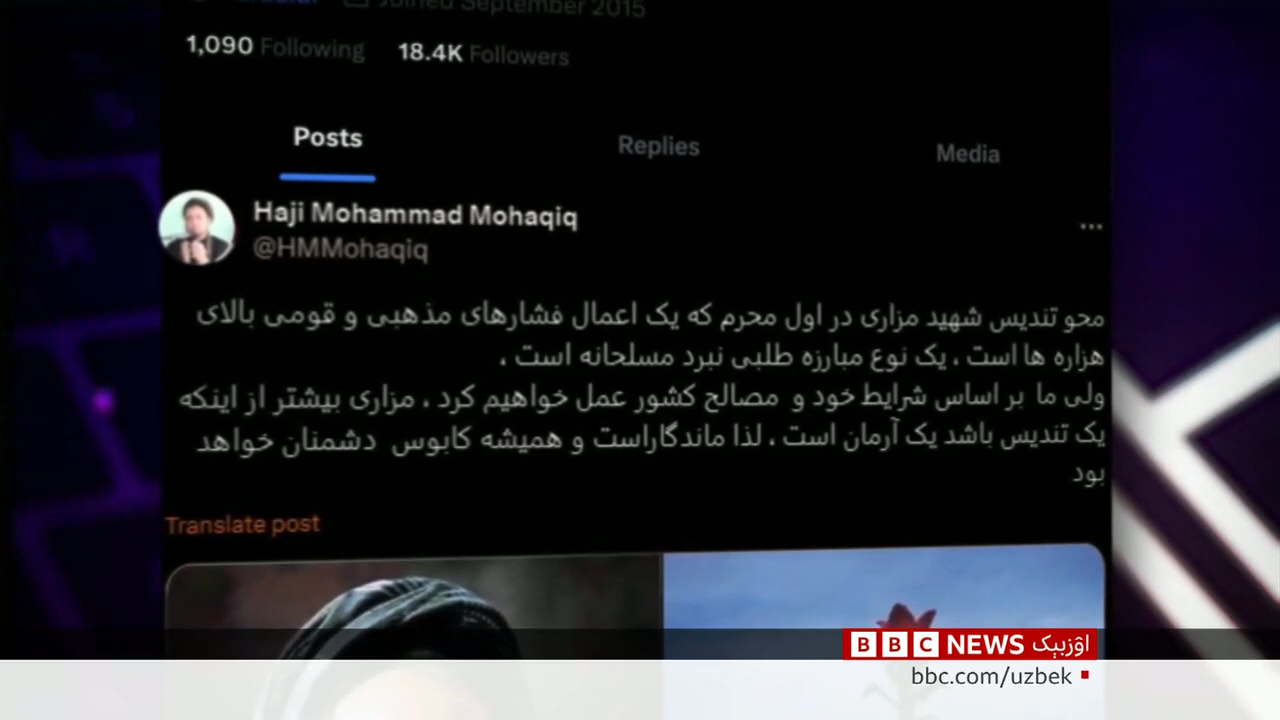 Joined September 2015
1,090 Following 18.4K Followers
Posts Replies Media
Haji Mohammad Mohaqiq
@HMMohaqiq
محو تندیس شهید مزاری در اول محرم که یک اعمال فشارهای مذهبی و قومی بالای
هزاره ها است ، یک نوع مبارزه طلبی نبرد مسلحانه است ،
ولی ما بر اساس شرایط خود و مصالح کشور عمل خواهیم کرد ، مزاری بیشتر از اینکه
یک تندیس باشد یک آرمان است ، لذا ماندگاراست و همیشه کابوس دشمنان خواهد
بود
Translate post
BBC NEWS اوزبیک
bbc.com/uzbek